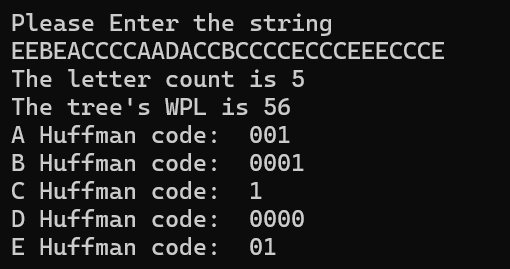 Please Enter the string
EEBEACCCCAADACCBCCCCECCCEEECCCE
The letter count is 5
The tree's WPL is 56
A Huffman code:  001
B Huffman code:  0001
C Huffman code:  1
D Huffman code:  0000
E Huffman code:  01